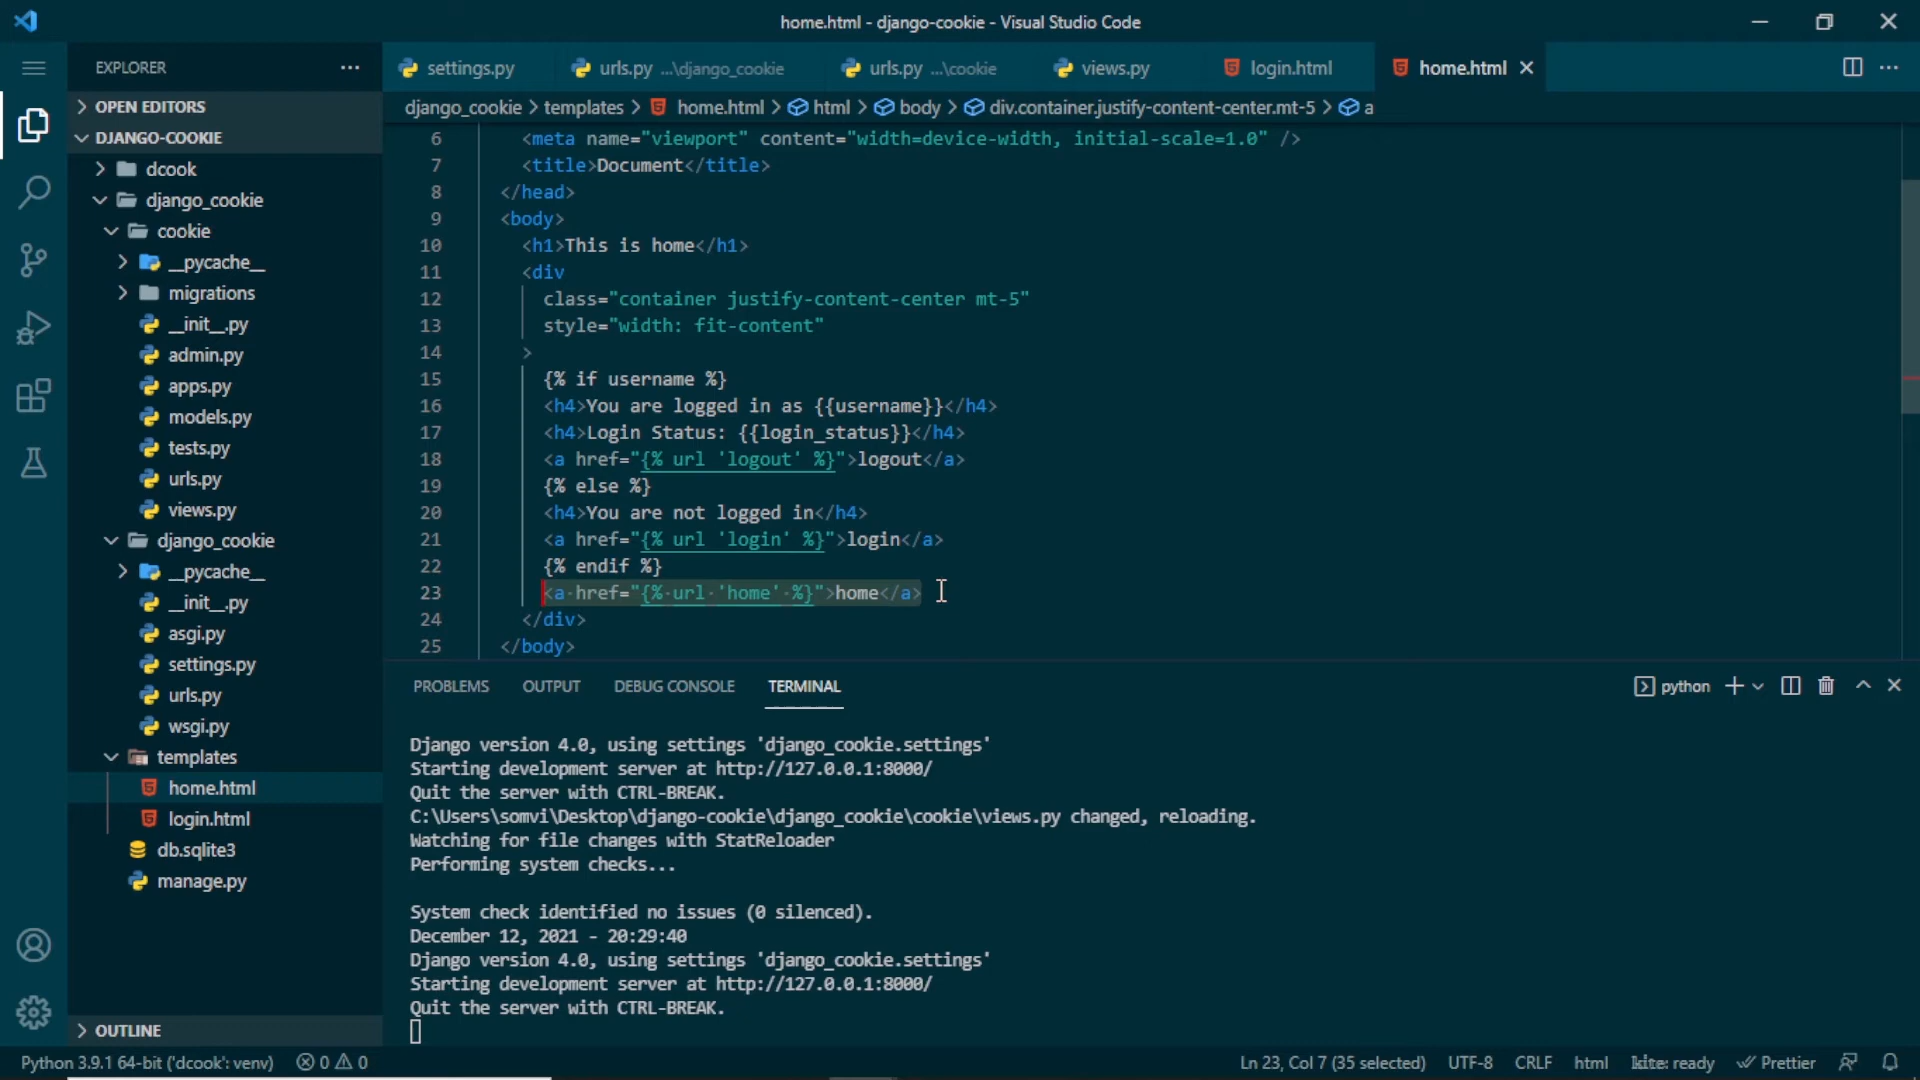 home.html - django-cookie - Visual Studio Code
EXPLORER
settings.py
urls.py ...\django_cookie
urls.py ...\cookie
views.py
login.html
home.html
OPEN EDITORS
DJANGO-COOKIE
dcook
django_cookie
cookie
__pycache__
migrations
__init__.py
admin.py
apps.py
models.py
tests.py
urls.py
views.py
django_cookie
__pycache__
__init__.py
asgi.py
settings.py
urls.py
wsgi.py
templates
home.html
login.html
db.sqlite3
manage.py
OUTLINE
django_cookie > templates > home.html > html > body > div.container.justify-content-center.mt-5 > a
6 <meta name="viewport" content="width=device-width, initial-scale=1.0" />
7 <title>Document</title>
8 </head>
9 <body>
10 <h1>This is home</h1>
11 <div
12 class="container justify-content-center mt-5"
13 style="width: fit-content"
14 >
15 {% if username %}
16 <h4>You are logged in as {{username}}</h4>
17 <h4>Login Status: {{login_status}}</h4>
18 <a href="{% url 'logout' %}">logout</a>
19 {% else %}
20 <h4>You are not logged in</h4>
21 <a href="{% url 'login' %}">login</a>
22 {% endif %}
23 <a href="{% url 'home' %}">home</a>
24 </div>
25 </body>
PROBLEMS OUTPUT DEBUG CONSOLE TERMINAL
python
Django version 4.0, using settings 'django_cookie.settings'
Starting development server at http://127.0.0.1:8000/
Quit the server with CTRL-BREAK.
C:\Users\somvi\Desktop\django-cookie\django_cookie\cookie\views.py changed, reloading.
Watching for file changes with StatReloader
Performing system checks...
System check identified no issues (0 silenced).
December 12, 2021 - 20:29:40
Django version 4.0, using settings 'django_cookie.settings'
Starting development server at http://127.0.0.1:8000/
Quit the server with CTRL-BREAK.
Python 3.9.1 64-bit ('dcook': venv) 0 0 Ln 23, Col 7 (35 selected) UTF-8 CRLF html kite: ready Prettier